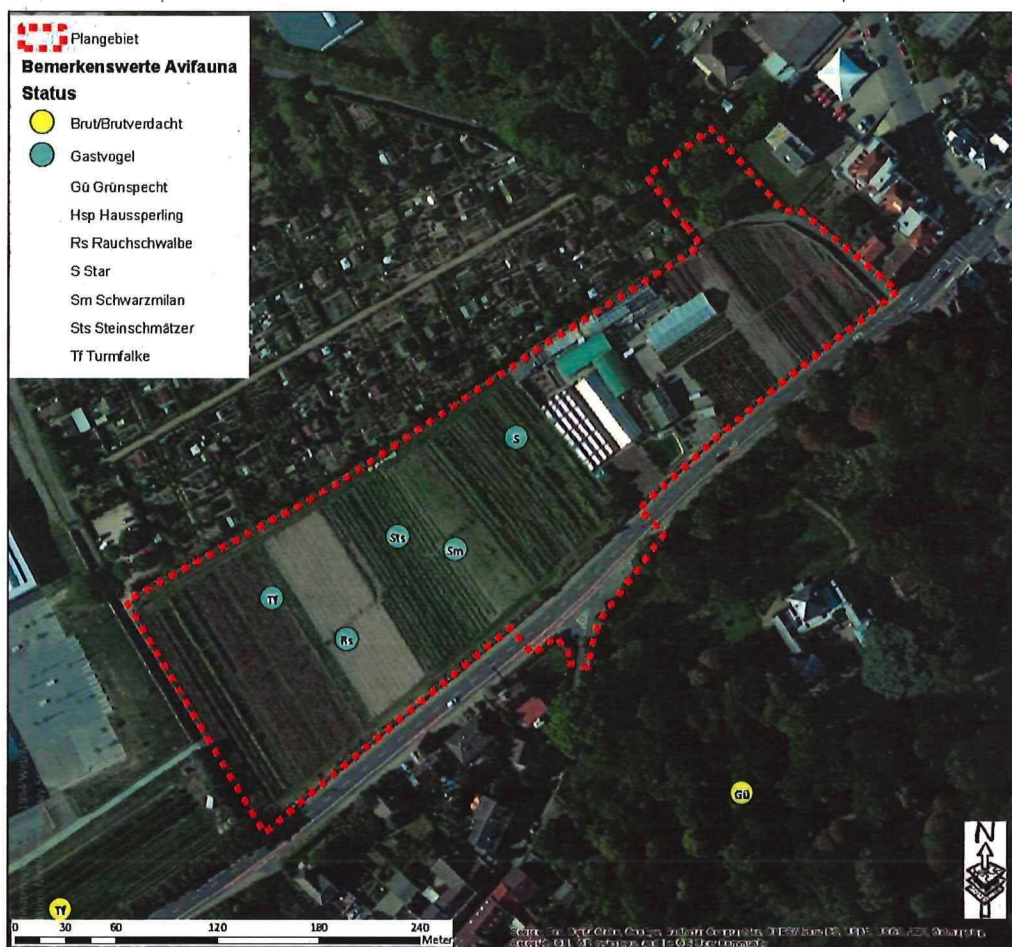 Plangebiet
Bemerkenswerte Avifauna
Status
Brut/Brutverdacht
Gastvogel
Gü Grünspecht
Hsp Haussperling
Rs Rauchschwalbe
S Star
Sm Schwarzmilan
Sts Steinschmätzer
Tf Turmfalke
S
Sts
Sm
Tf
Rs
Gü
N
Tf
0 30 60 120 180 240
Meter